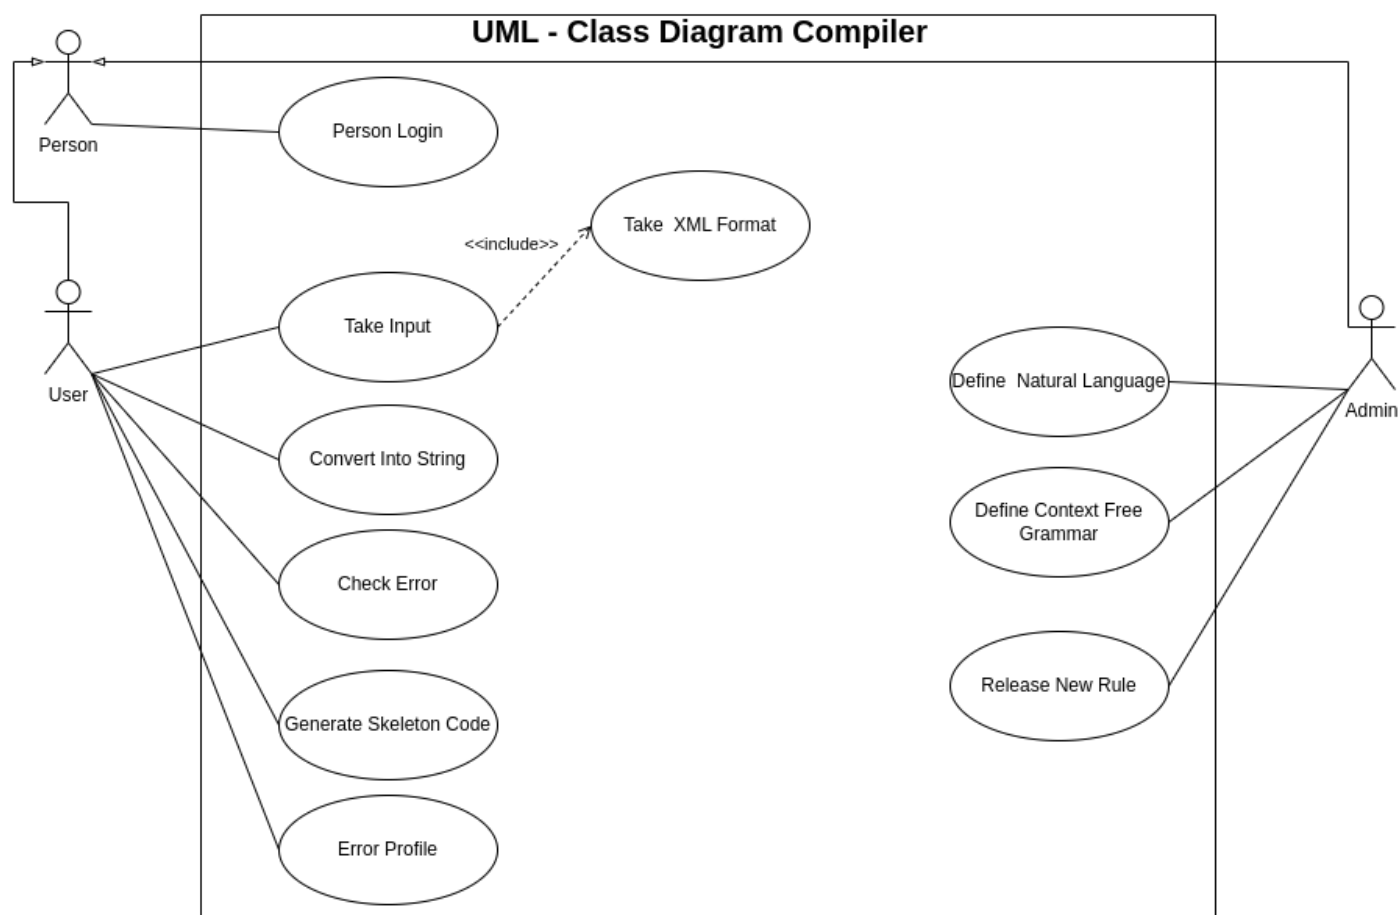 UML - Class Diagram Compiler
Person
Person Login
Take  XML Format
<<include>>
Take Input
User
Define  Natural Language
Admin
Convert Into String
Define Context Free
Grammar
Check Error
Release New Rule
Generate Skeleton Code
Error Profile